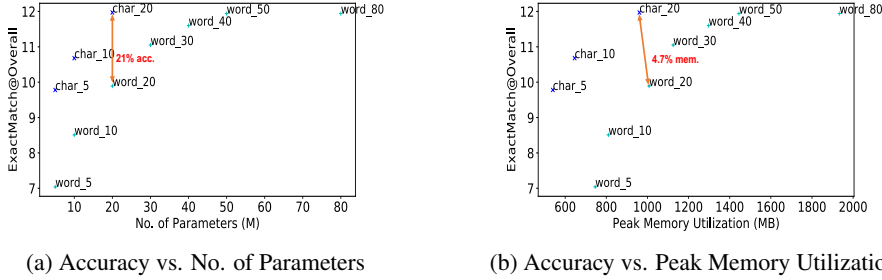 ExactMatch@Overall
12
11
10
9
8
7
char_20
word_50
word_80
word_40
word_30
char_10
21% acc.
word_20
char_5
word_10
word_5
10 20 30 40 50 60 70 80
No. of Parameters (M)
(a) Accuracy vs. No. of Parameters
ExactMatch@Overall
12
11
10
9
8
7
char_20
word_50
word_80
word_40
word_30
char_10
4.7% mem.
word_20
char_5
word_10
word_5
600 800 1000 1200 1400 1600 1800 2000
Peak Memory Utilization (MB)
(b) Accuracy vs. Peak Memory Utilizatio